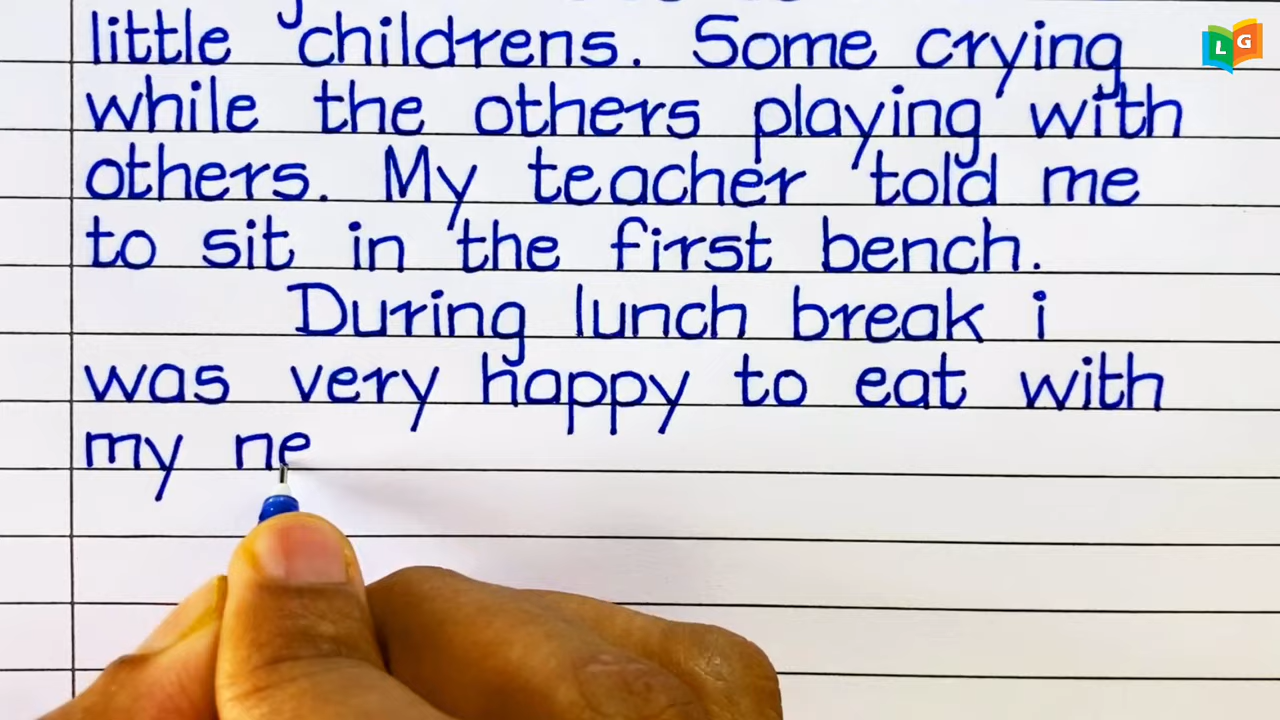 little childrens. Some crying
while the others playing with
others. My teacher told me
to sit in the first bench.
During lunch break i
was very happy to eat with
my ne
LG